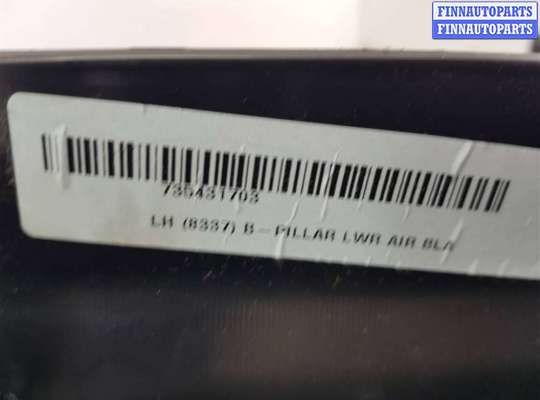 FINNAUTOPARTS
FINNAUTOPARTS
735431703
LH (8337) B-PILLAR LWR AIR BLA